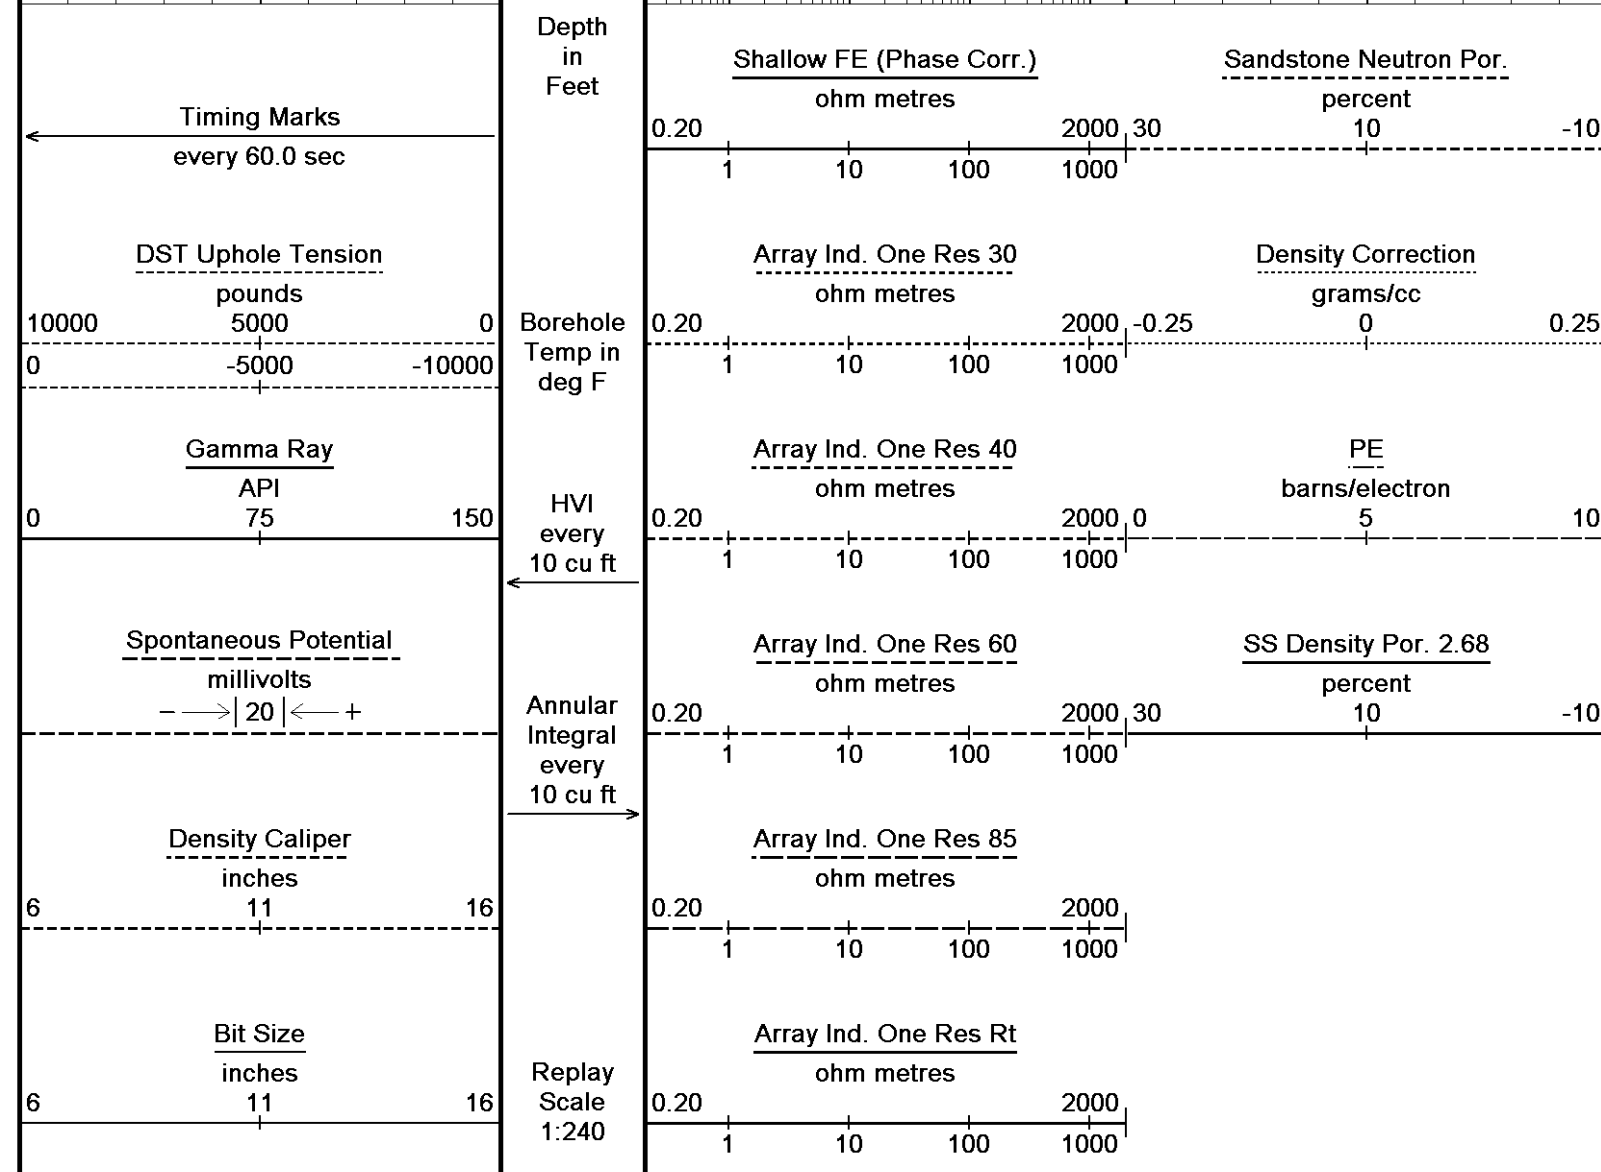 Timing Marks
every 60.0 sec
DST Uphole Tension
pounds
10000 5000 0
0 -5000 -10000
Gamma Ray
API
0 75 150
Spontaneous Potential
millivolts
− 20 +
Density Caliper
inches
6 11 16
Bit Size
inches
6 11 16
Depth
in
Feet
Borehole
Temp in
deg F
HVI
every
10 cu ft
Annular
Integral
every
10 cu ft
Replay
Scale
1:240
Shallow FE (Phase Corr.)
ohm metres
0.20 2000
1 10 100 1000
Array Ind. One Res 30
ohm metres
0.20 2000
1 10 100 1000
Array Ind. One Res 40
ohm metres
0.20 2000
1 10 100 1000
Array Ind. One Res 60
ohm metres
0.20 2000
1 10 100 1000
Array Ind. One Res 85
ohm metres
0.20 2000
1 10 100 1000
Array Ind. One Res Rt
ohm metres
0.20 2000
1 10 100 1000
Sandstone Neutron Por.
percent
30 10 -10
Density Correction
grams/cc
-0.25 0 0.25
PE
barns/electron
0 5 10
SS Density Por. 2.68
percent
30 10 -10